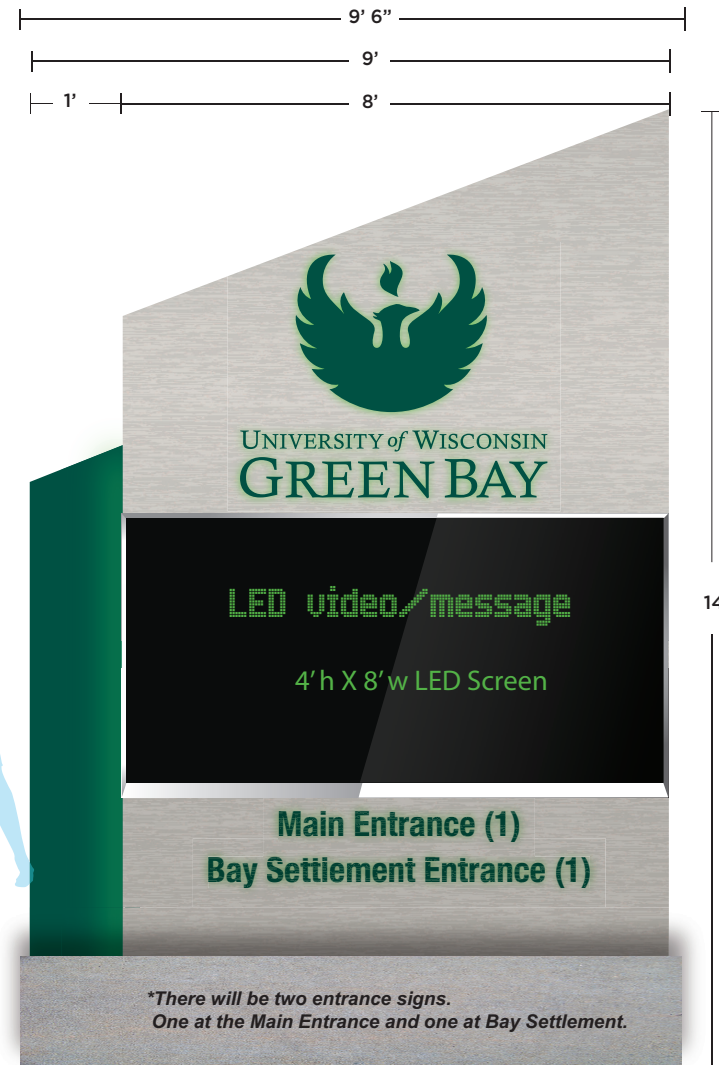 9’ 6”
9’
1’ 8’
UNIVERSITY of WISCONSIN
GREEN BAY
LED video/message
14
4’ h X 8’ w LED Screen
Main Entrance (1)
Bay Settlement Entrance (1)
*There will be two entrance signs.
One at the Main Entrance and one at Bay Settlement.